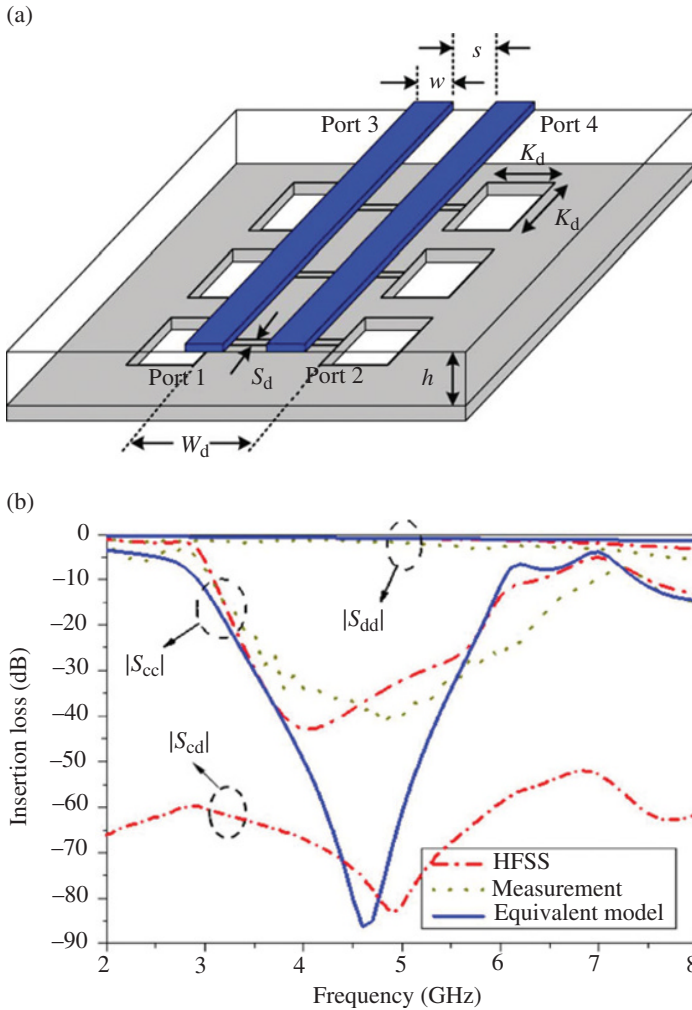 (a)
s
w
Port 3
Port 4
K_d
K_d
Port 1
S_d
Port 2
h
W_d
(b)
0
−10
−20
−30
−40
−50
−60
−70
−80
−90
Insertion loss (dB)
|S_dd|
|S_cc|
|S_cd|
HFSS
Measurement
Equivalent model
2 3 4 5 6 7 8
Frequency (GHz)